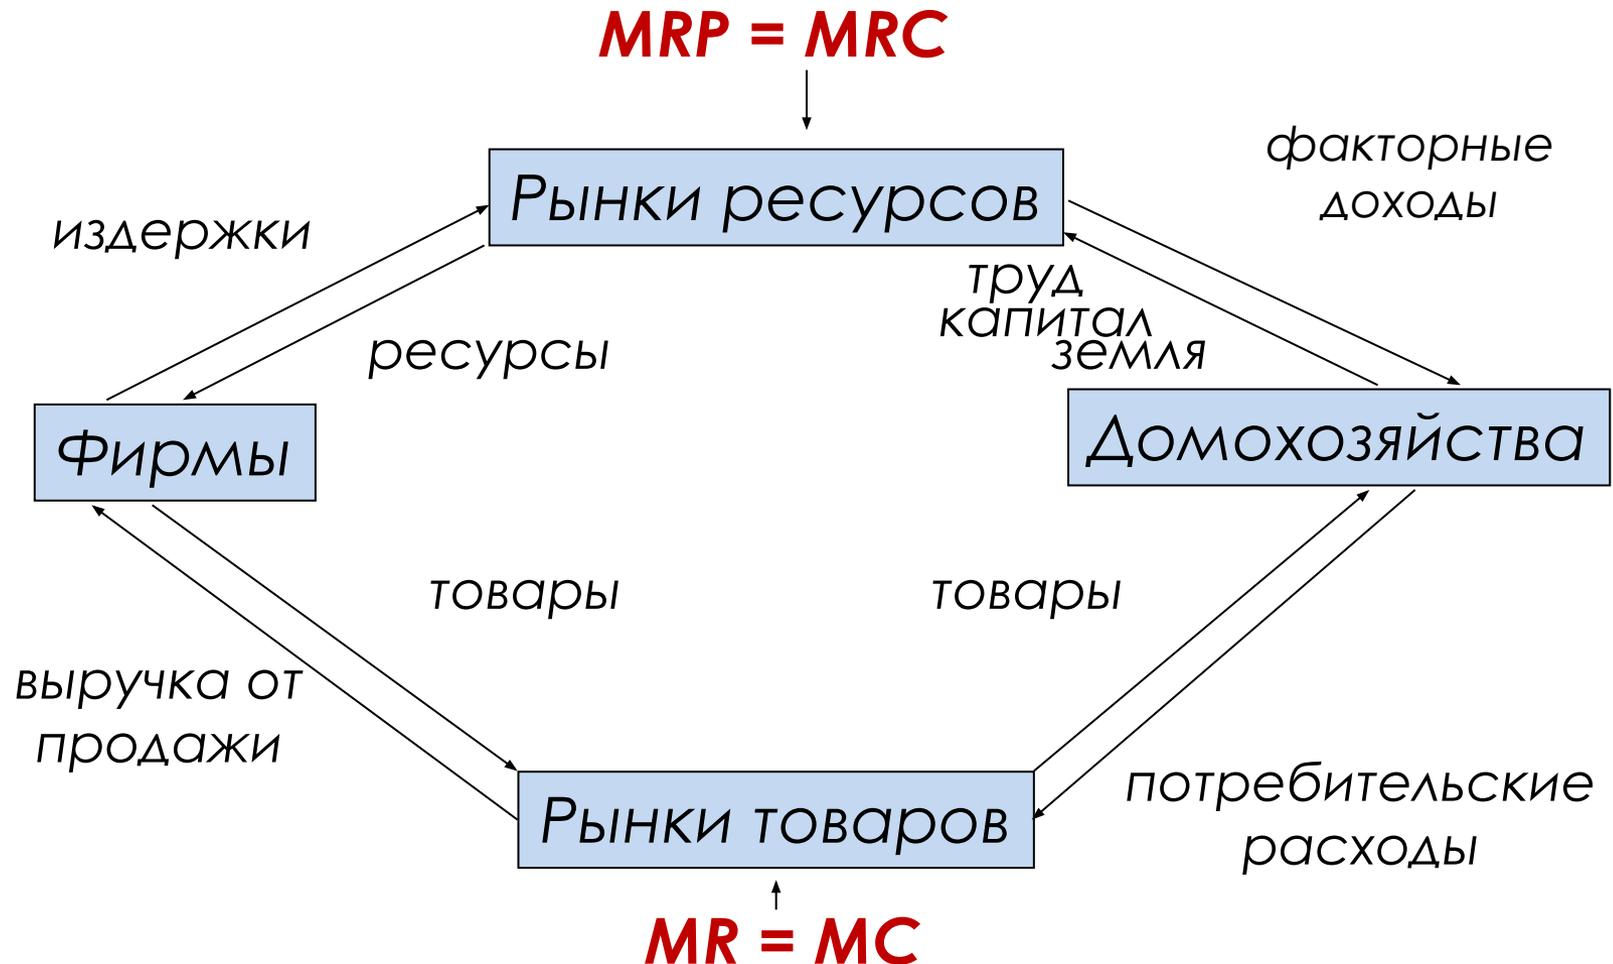 MRP = MRC
факторные
доходы
Рынки ресурсов
издержки
труд
капитал
земля
ресурсы
Фирмы
Домохозяйства
товары
товары
выручка от
продажи
потребительские
расходы
Рынки товаров
MR = MC